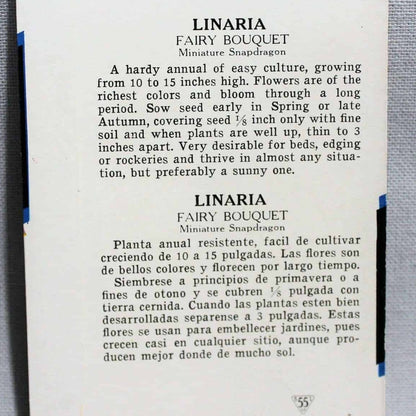 LINARIA
FAIRY BOUQUET
Miniature Snapdragon
A hardy annual of easy culture, growing
from 10 to 15 inches high. Flowers are of the
richest colors and bloom through a long
period. Sow seed early in Spring or late
Autumn, covering seed ⅛ inch only with fine
soil and when plants are well up, thin to 3
inches apart. Very desirable for beds, edging
or rockeries and thrive in almost any situa-
tion, but preferably a sunny one.
LINARIA
FAIRY BOUQUET
Miniature Snapdragon
Planta anual resistente, facil de cultivar
creciendo de 10 a 15 pulgadas. Las flores son
de bellos colores y florecen por largo tiempo.
Siembrese a principios de primavera o a
fines de otono y se cubren ⅛ pulgada con
tierra cernida. Cuando las plantas esten bien
desarrolladas separense a 3 pulgadas. Estas
flores se usan para embellecer jardines, pues
crecen casi en cualquier sitio, aunque pro-
ducen mejor donde de mucho sol.
55